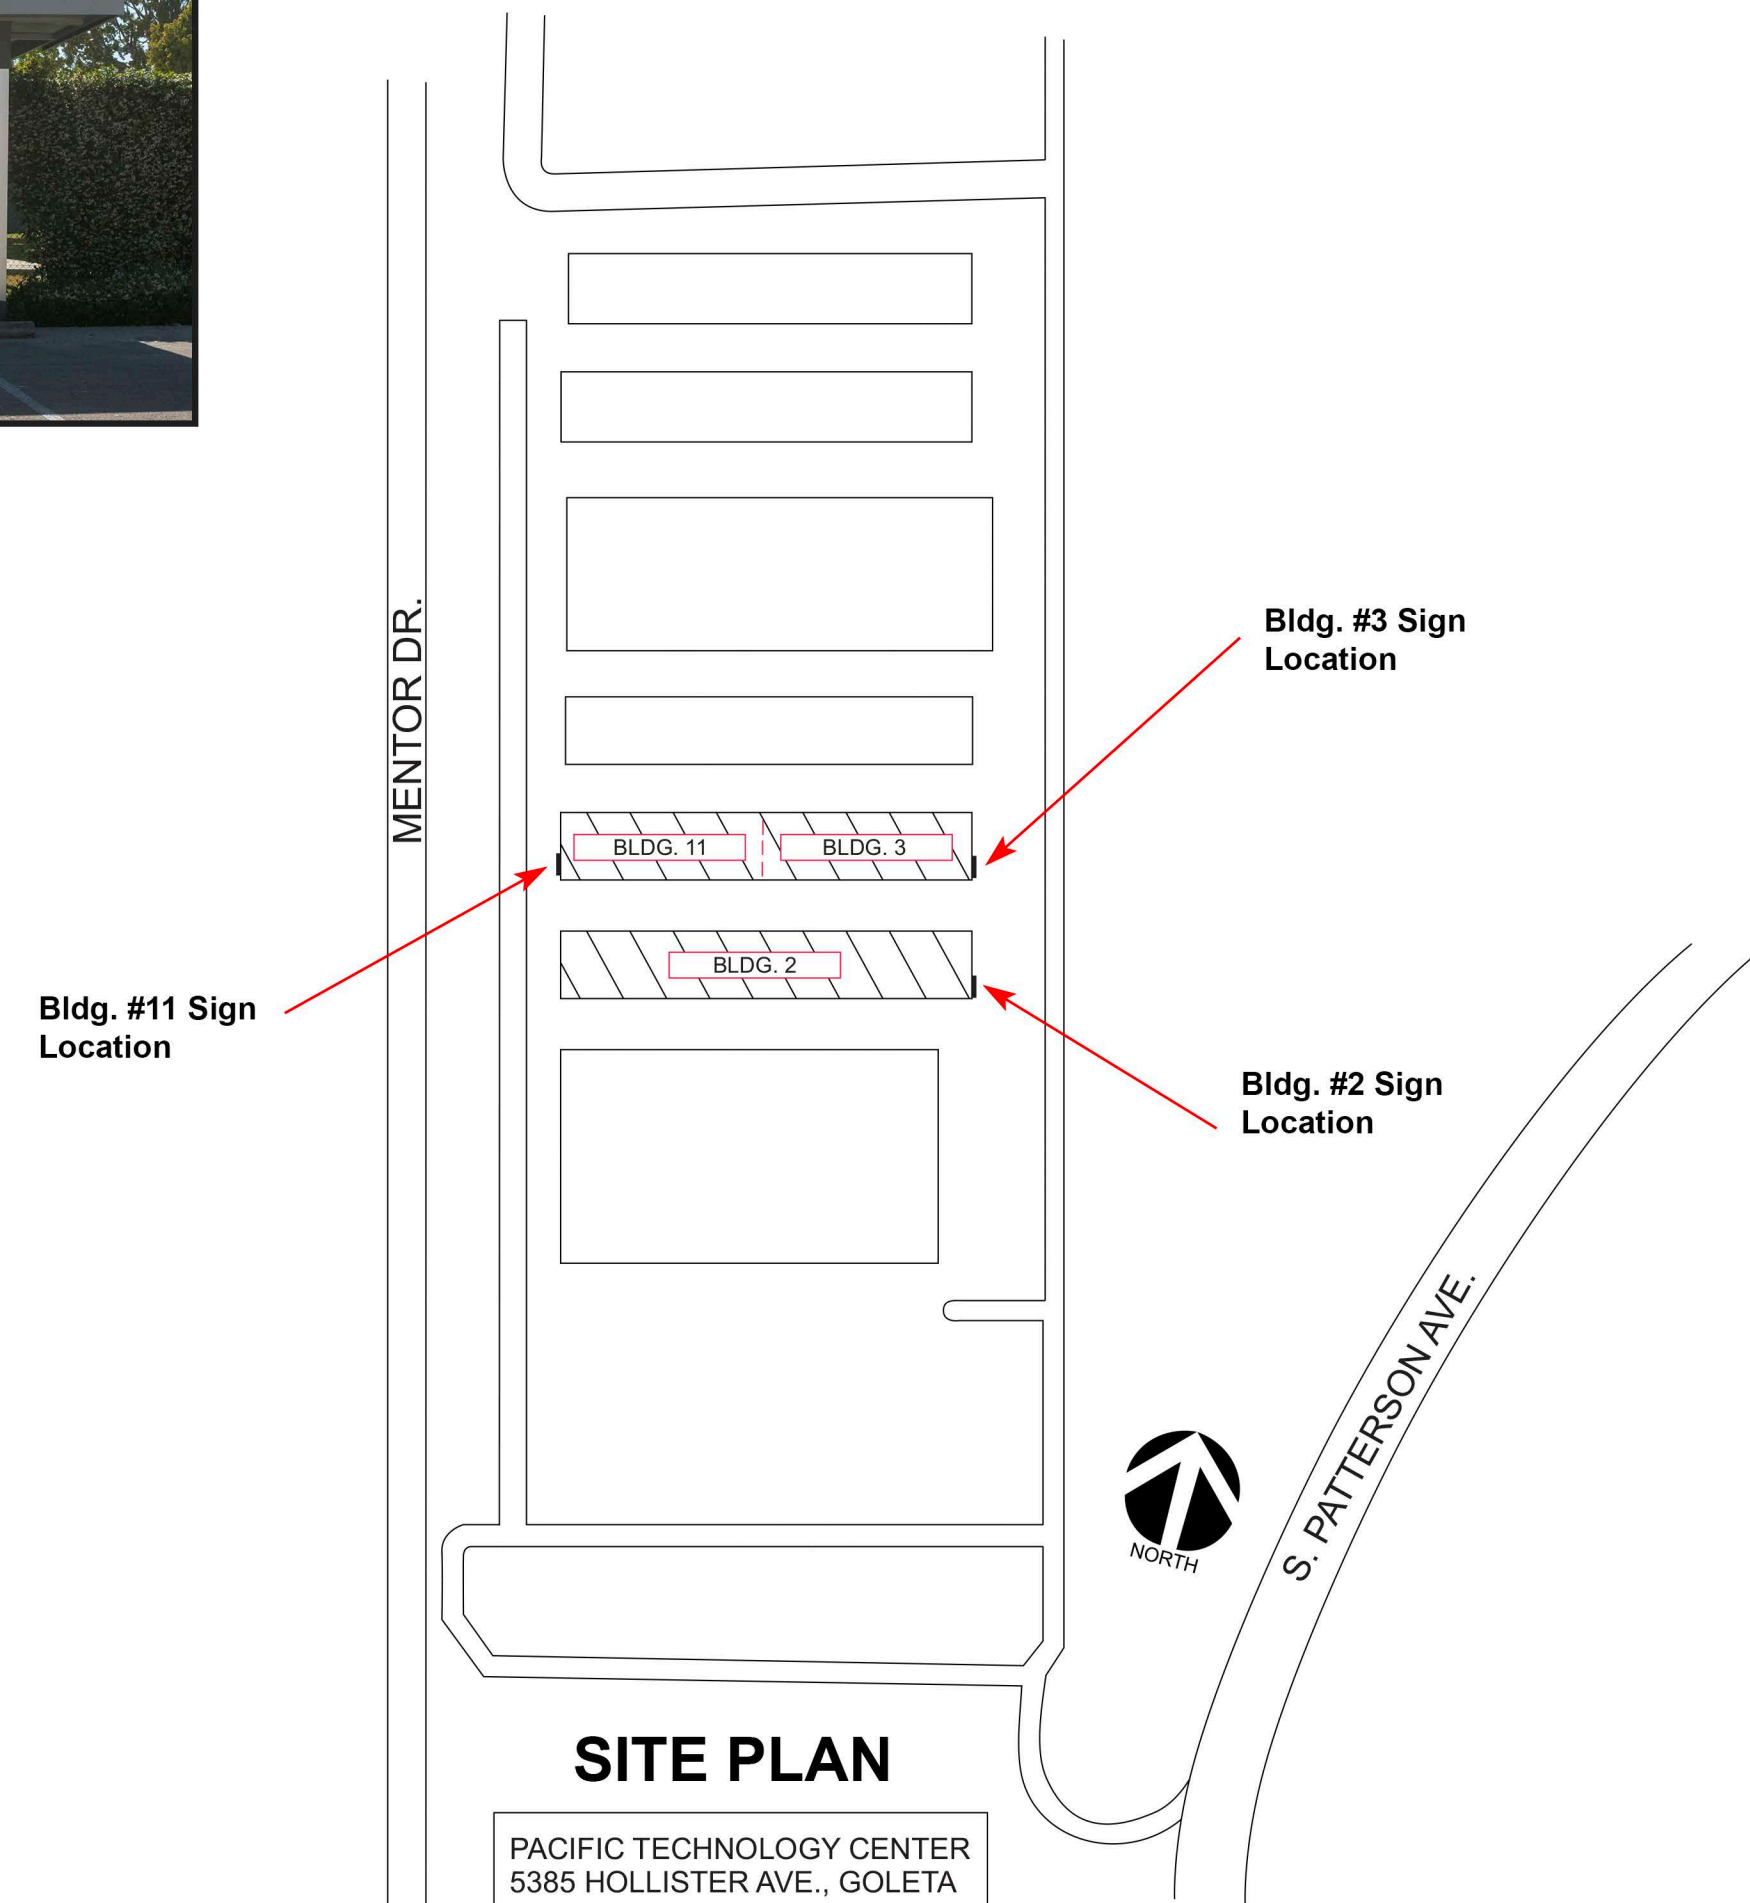 MENTOR DR.
Bldg. #3 Sign
Location
BLDG. 11
BLDG. 3
BLDG. 2
Bldg. #11 Sign
Location
Bldg. #2 Sign
Location
S. PATTERSON AVE.
NORTH
SITE PLAN
PACIFIC TECHNOLOGY CENTER
5385 HOLLISTER AVE., GOLETA